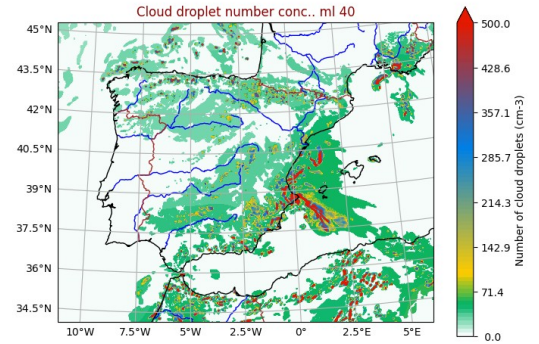 Cloud droplet number conc.. ml 40
45°N
43.5°N
42°N
40.5°N
39°N
37.5°N
36°N
34.5°N
10°W
7.5°W
5°W
2.5°W
0°
2.5°E
5°E
500.0
428.6
357.1
285.7
214.3
142.9
71.4
0.0
Number of cloud droplets (cm-3)